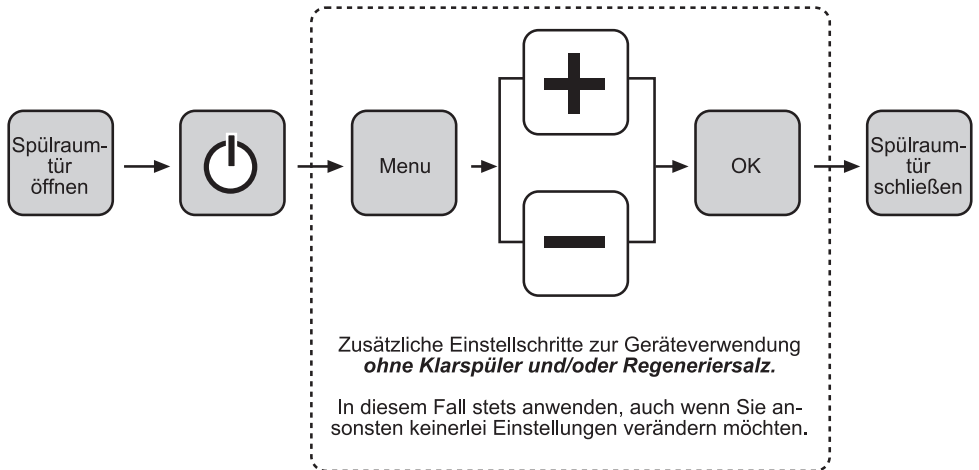 Spülraum-
tür
öffnen
Menu
OK
Spülraum-
tür
schließen
Zusätzliche Einstellschritte zur Geräteverwendung
ohne Klarspüler und/oder Regeneriersalz.
In diesem Fall stets anwenden, auch wenn Sie an-
sonsten keinerlei Einstellungen verändern möchten.